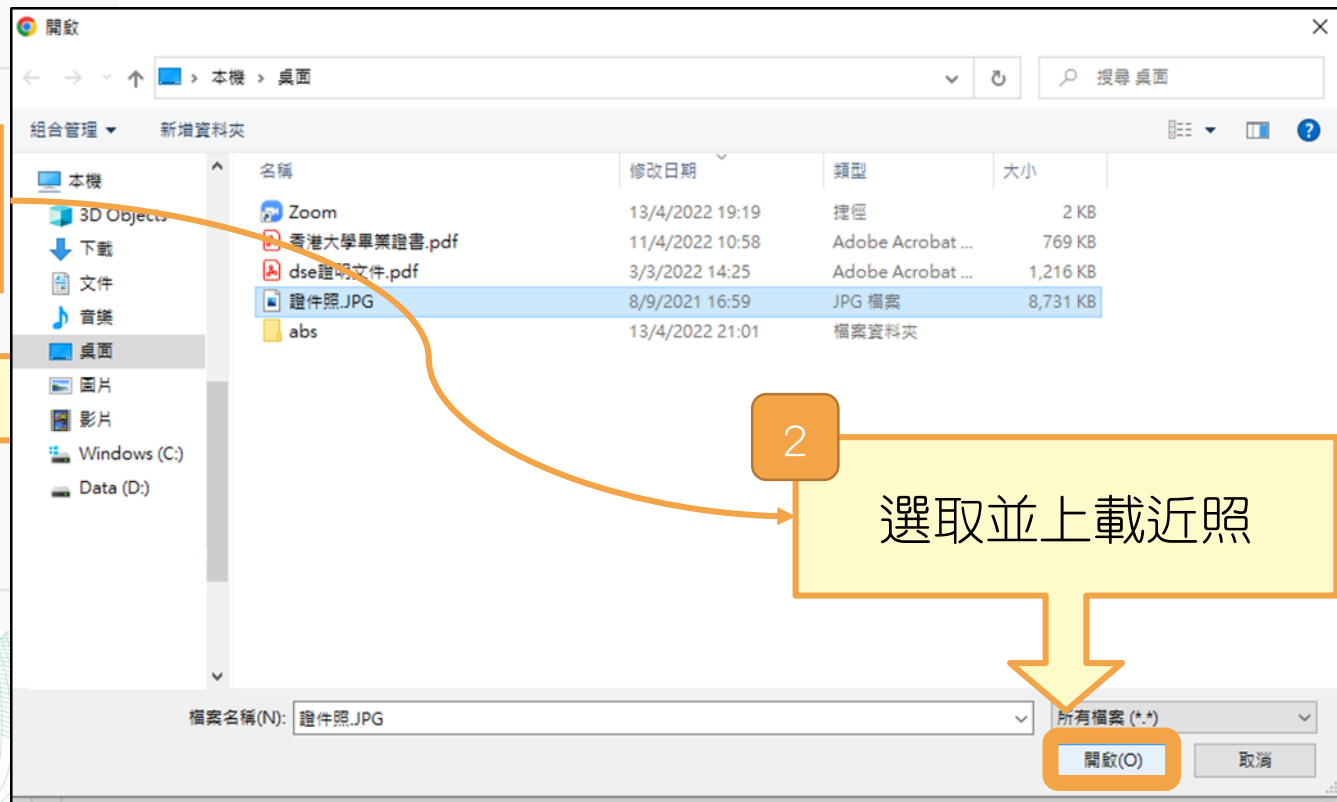 開啟
本機 › 桌面
搜尋 桌面
組合管理
新增資料夾
名稱 修改日期 類型 大小
Zoom 13/4/2022 19:19 捷徑 2 KB
香港大學畢業證書.pdf 11/4/2022 10:58 Adobe Acrobat ... 769 KB
dse證明文件.pdf 3/3/2022 14:25 Adobe Acrobat ... 1,216 KB
證件照.JPG 8/9/2021 16:59 JPG 檔案 8,731 KB
abs 13/4/2022 21:01 檔案資料夾
本機
3D Objects
下載
文件
音樂
桌面
圖片
影片
Windows (C:)
Data (D:)
2
選取並上載近照
檔案名稱(N): 證件照.JPG
所有檔案 (*.*)
開啟(O) 取消